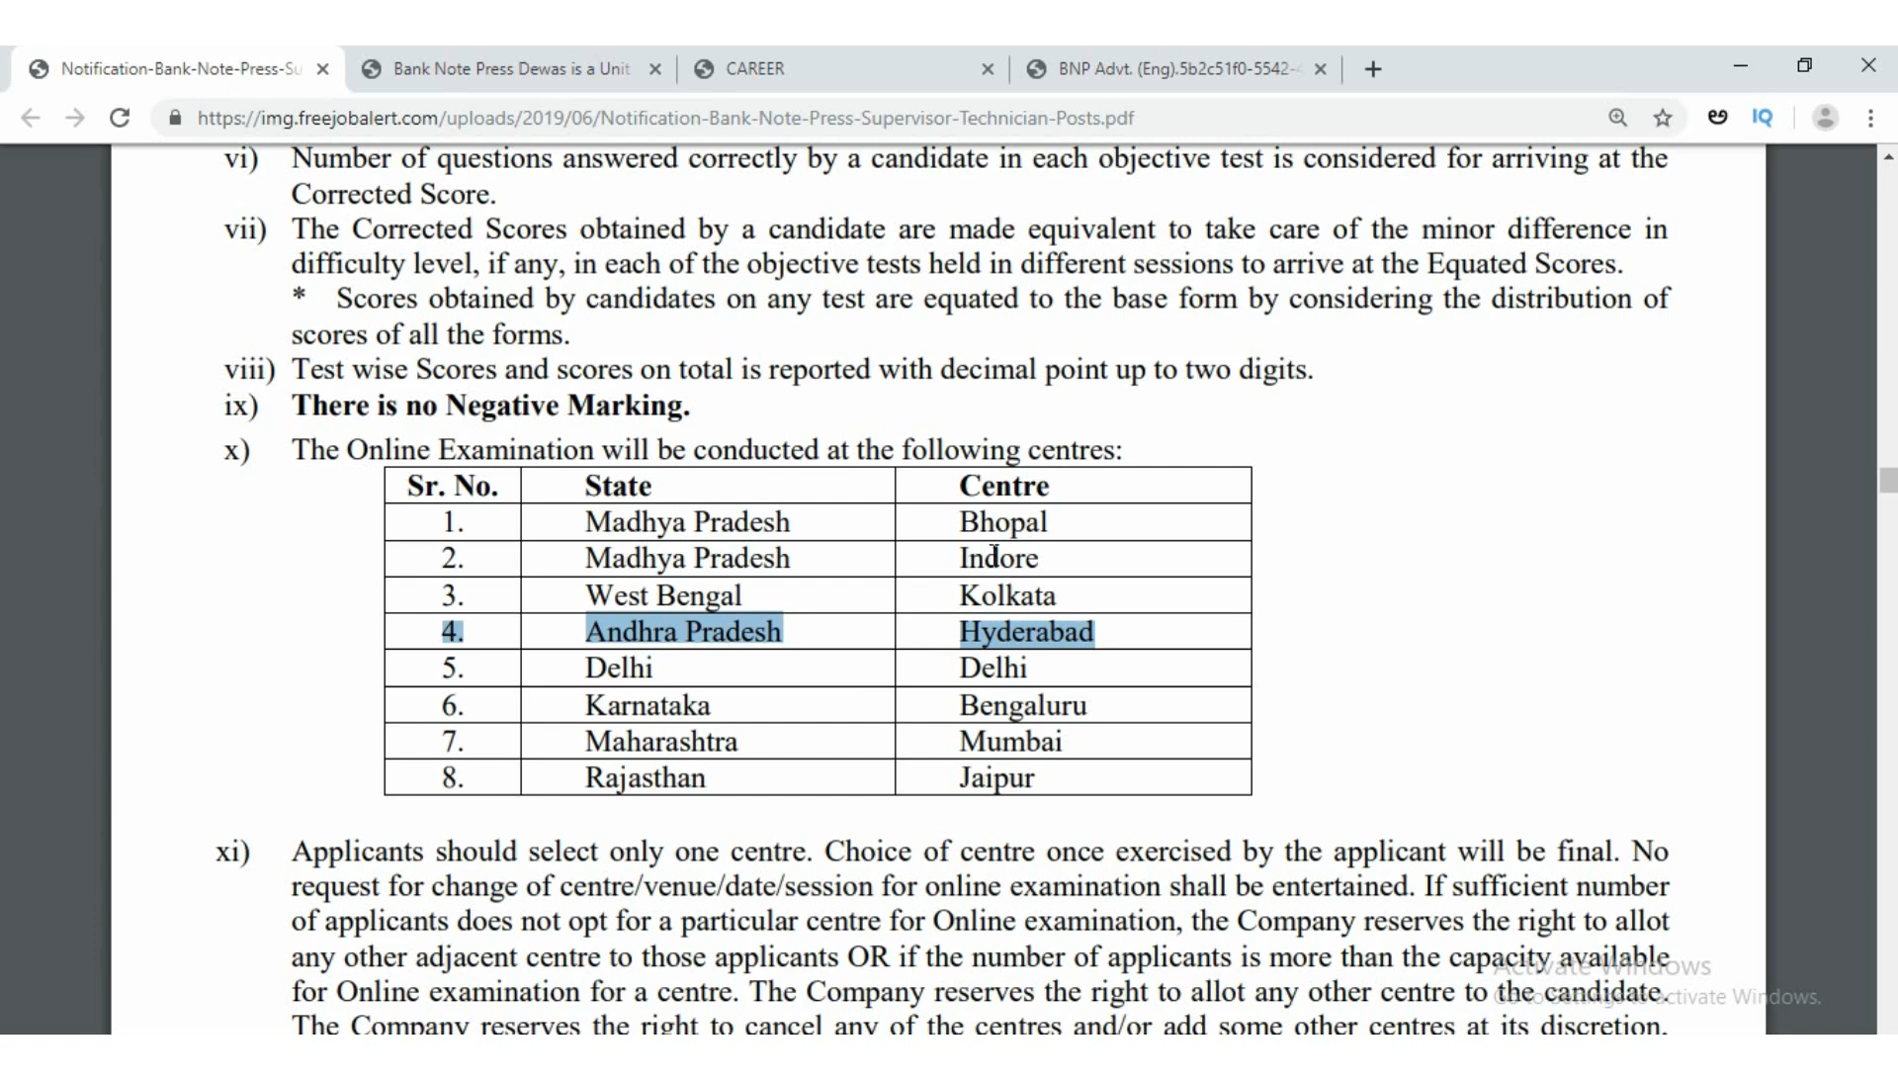 Notification-Bank-Note-Press-Su
Bank Note Press Dewas is a Unit
CAREER
BNP Advt. (Eng).5b2c51f0-5542-4
https://img.freejobalert.com/uploads/2019/06/Notification-Bank-Note-Press-Supervisor-Technician-Posts.pdf
IQ
vi) Number of questions answered correctly by a candidate in each objective test is considered for arriving at the
Corrected Score.
vii) The Corrected Scores obtained by a candidate are made equivalent to take care of the minor difference in
difficulty level, if any, in each of the objective tests held in different sessions to arrive at the Equated Scores.
* Scores obtained by candidates on any test are equated to the base form by considering the distribution of
scores of all the forms.
viii) Test wise Scores and scores on total is reported with decimal point up to two digits.
ix) There is no Negative Marking.
x) The Online Examination will be conducted at the following centres:
Sr. No. State Centre
1. Madhya Pradesh Bhopal
2. Madhya Pradesh Indore
3. West Bengal Kolkata
4. Andhra Pradesh Hyderabad
5. Delhi Delhi
6. Karnataka Bengaluru
7. Maharashtra Mumbai
8. Rajasthan Jaipur
xi) Applicants should select only one centre. Choice of centre once exercised by the applicant will be final. No
request for change of centre/venue/date/session for online examination shall be entertained. If sufficient number
of applicants does not opt for a particular centre for Online examination, the Company reserves the right to allot
any other adjacent centre to those applicants OR if the number of applicants is more than the capacity available
for Online examination for a centre. The Company reserves the right to allot any other centre to the candidate.
The Company reserves the right to cancel any of the centres and/or add some other centres at its discretion,
Activate Windows
Go to Settings to activate Windows.